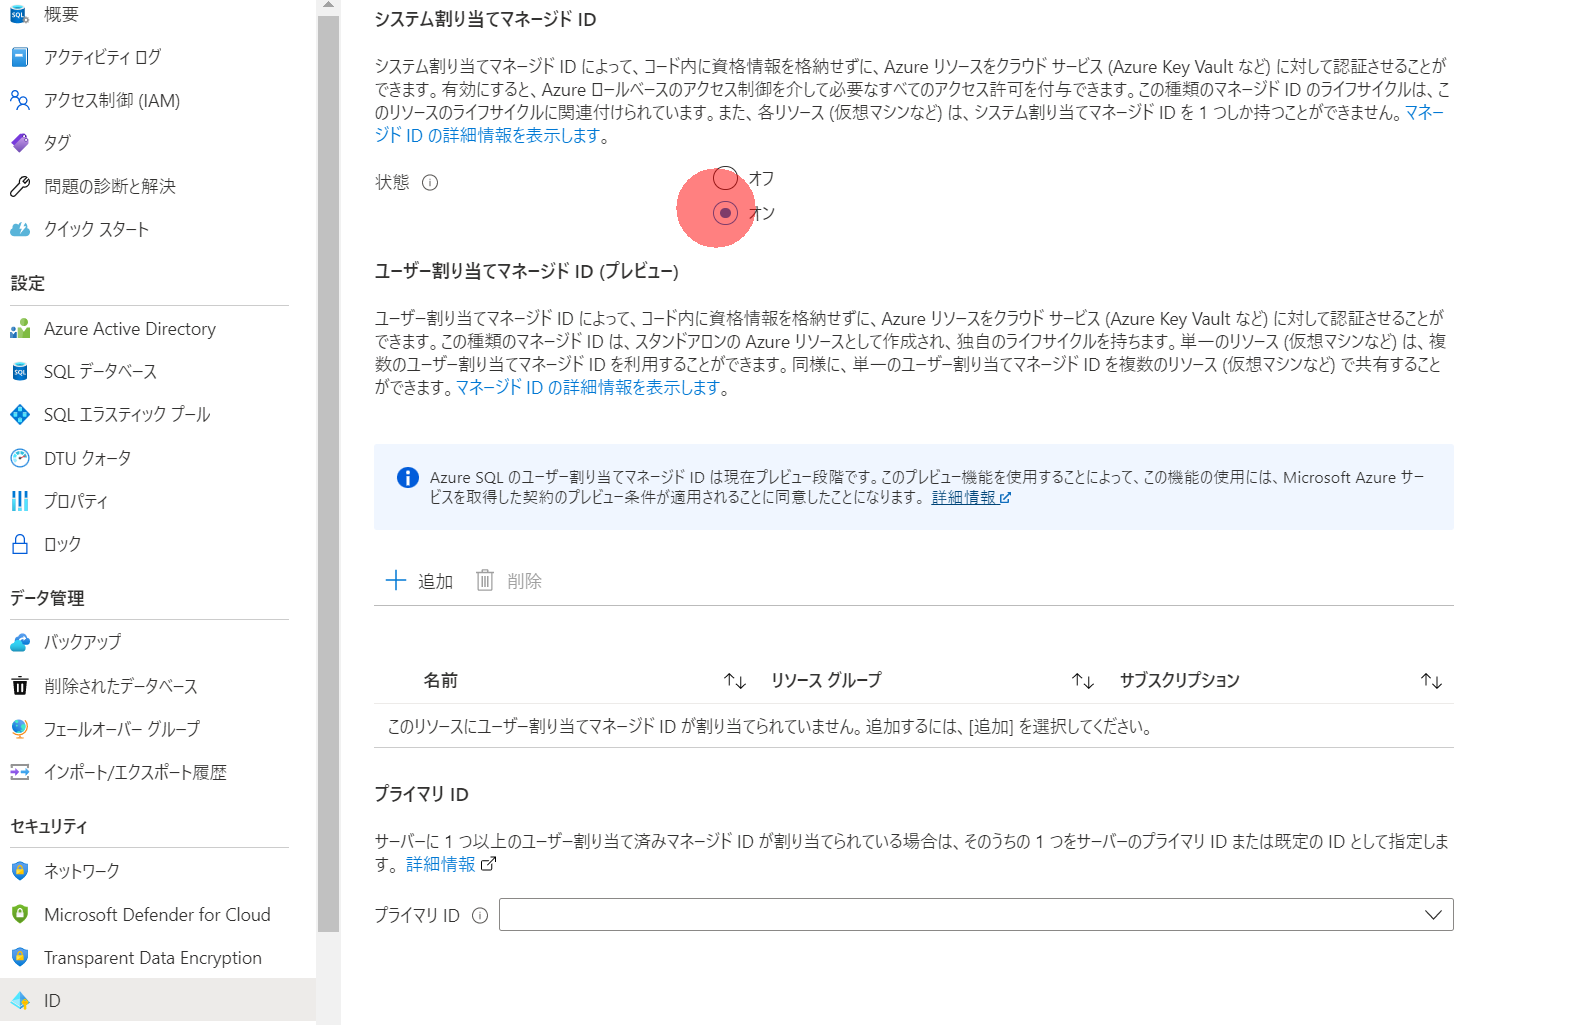 概要
アクティビティ ログ
アクセス制御 (IAM)
タグ
問題の診断と解決
クイック スタート
設定
Azure Active Directory
SQL データベース
SQL エラスティック プール
DTU クォータ
プロパティ
ロック
データ管理
バックアップ
削除されたデータベース
フェールオーバー グループ
インポート/エクスポート履歴
セキュリティ
ネットワーク
Microsoft Defender for Cloud
Transparent Data Encryption
ID
システム割り当てマネージド ID
システム割り当てマネージド ID によって、コード内に資格情報を格納せずに、Azure リソースをクラウド サービス (Azure Key Vault など) に対して認証させることが
できます。有効にすると、Azure ロールベースのアクセス制御を介して必要なすべてのアクセス許可を付与できます。この種類のマネージド ID のライフサイクルは、こ
のリソースのライフサイクルに関連付けられています。また、各リソース (仮想マシンなど) は、システム割り当てマネージド ID を 1 つしか持つことができません。マネー
ジド ID の詳細情報を表示します。
状態
オフ
オン
ユーザー割り当てマネージド ID (プレビュー)
ユーザー割り当てマネージド ID によって、コード内に資格情報を格納せずに、Azure リソースをクラウド サービス (Azure Key Vault など) に対して認証させることが
できます。この種類のマネージド ID は、スタンドアロンの Azure リソースとして作成され、独自のライフサイクルを持ちます。単一のリソース (仮想マシンなど) は、複
数のユーザー割り当てマネージド ID を利用することができます。同様に、単一のユーザー割り当てマネージド ID を複数のリソース (仮想マシンなど) で共有すること
ができます。マネージド ID の詳細情報を表示します。
Azure SQL のユーザー割り当てマネージド ID は現在プレビュー段階です。このプレビュー機能を使用することによって、この機能の使用には、Microsoft Azure サー
ビスを取得した契約のプレビュー条件が適用されることに同意したことになります。 詳細情報
追加 削除
名前 リソース グループ サブスクリプション
このリソースにユーザー割り当てマネージド ID が割り当てられていません。追加するには、[追加] を選択してください。
プライマリ ID
サーバーに 1 つ以上のユーザー割り当て済みマネージド ID が割り当てられている場合は、そのうちの 1 つをサーバーのプライマリ ID または既定の ID として指定しま
す。 詳細情報
プライマリ ID